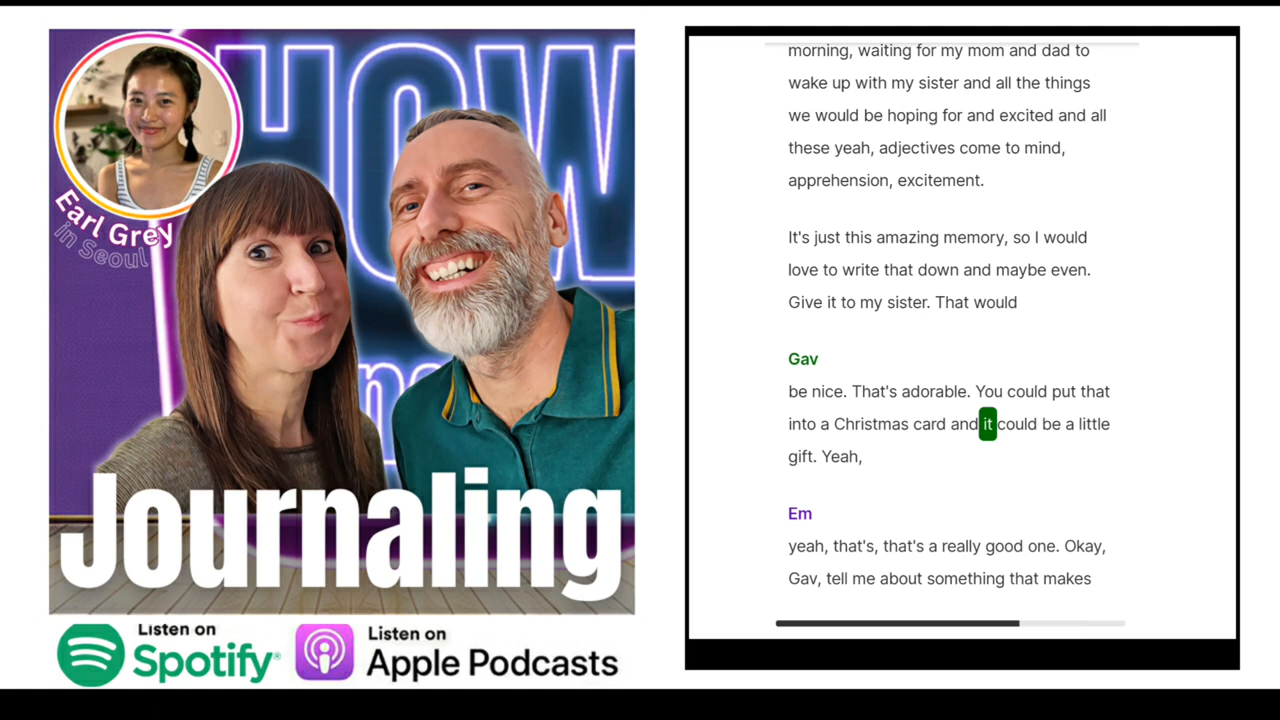 HOW
Earl Grey
in Seoul
Journaling
Listen on
Spotify
Listen on
Apple Podcasts
morning, waiting for my mom and dad to
wake up with my sister and all the things
we would be hoping for and excited and all
these yeah, adjectives come to mind,
apprehension, excitement.
It's just this amazing memory, so I would
love to write that down and maybe even.
Give it to my sister. That would
Gav
be nice. That's adorable. You could put that
into a Christmas card and it could be a little
gift. Yeah,
Em
yeah, that's, that's a really good one. Okay,
Gav, tell me about something that makes